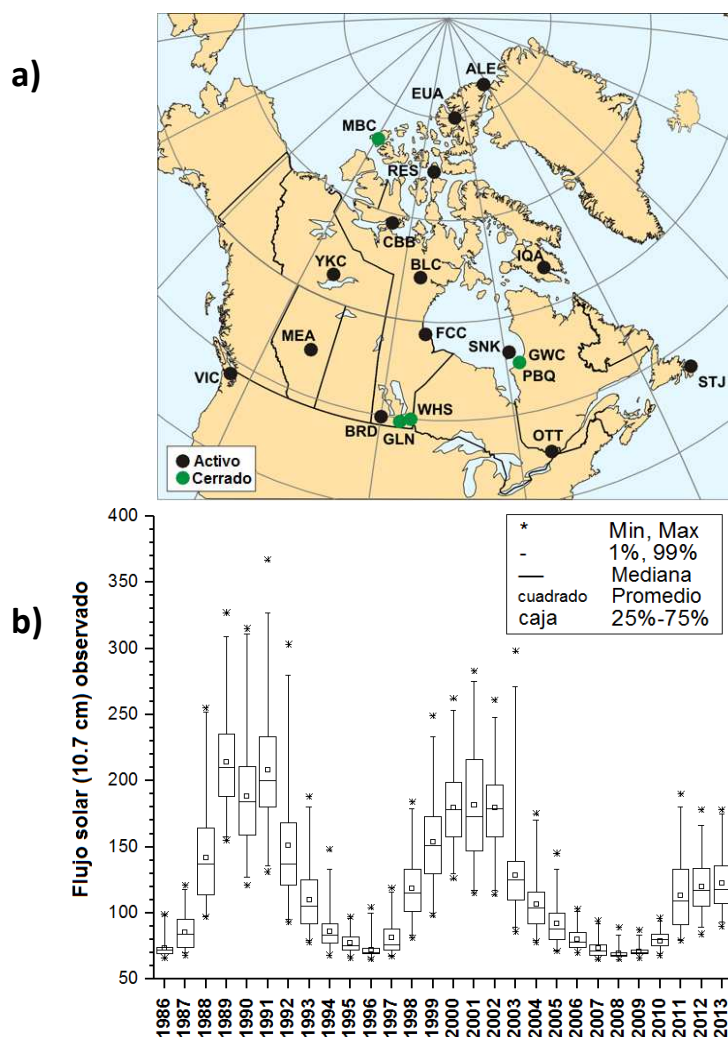 a)
ALE
EUA
MBC
RES
CBB
YKC
BLC
IQA
MEA
FCC
SNK
GWC
PBQ
VIC
STJ
BRD
WHS
GLN
OTT
Activo
Cerrado
b)
Flujo solar (10.7 cm) observado
400
350
300
250
200
150
100
50
* Min, Max
- 1%, 99%
— Mediana
cuadrado Promedio
caja 25%-75%
1986 1987 1988 1989 1990 1991 1992 1993 1994 1995 1996 1997 1998 1999 2000 2001 2002 2003 2004 2005 2006 2007 2008 2009 2010 2011 2012 2013